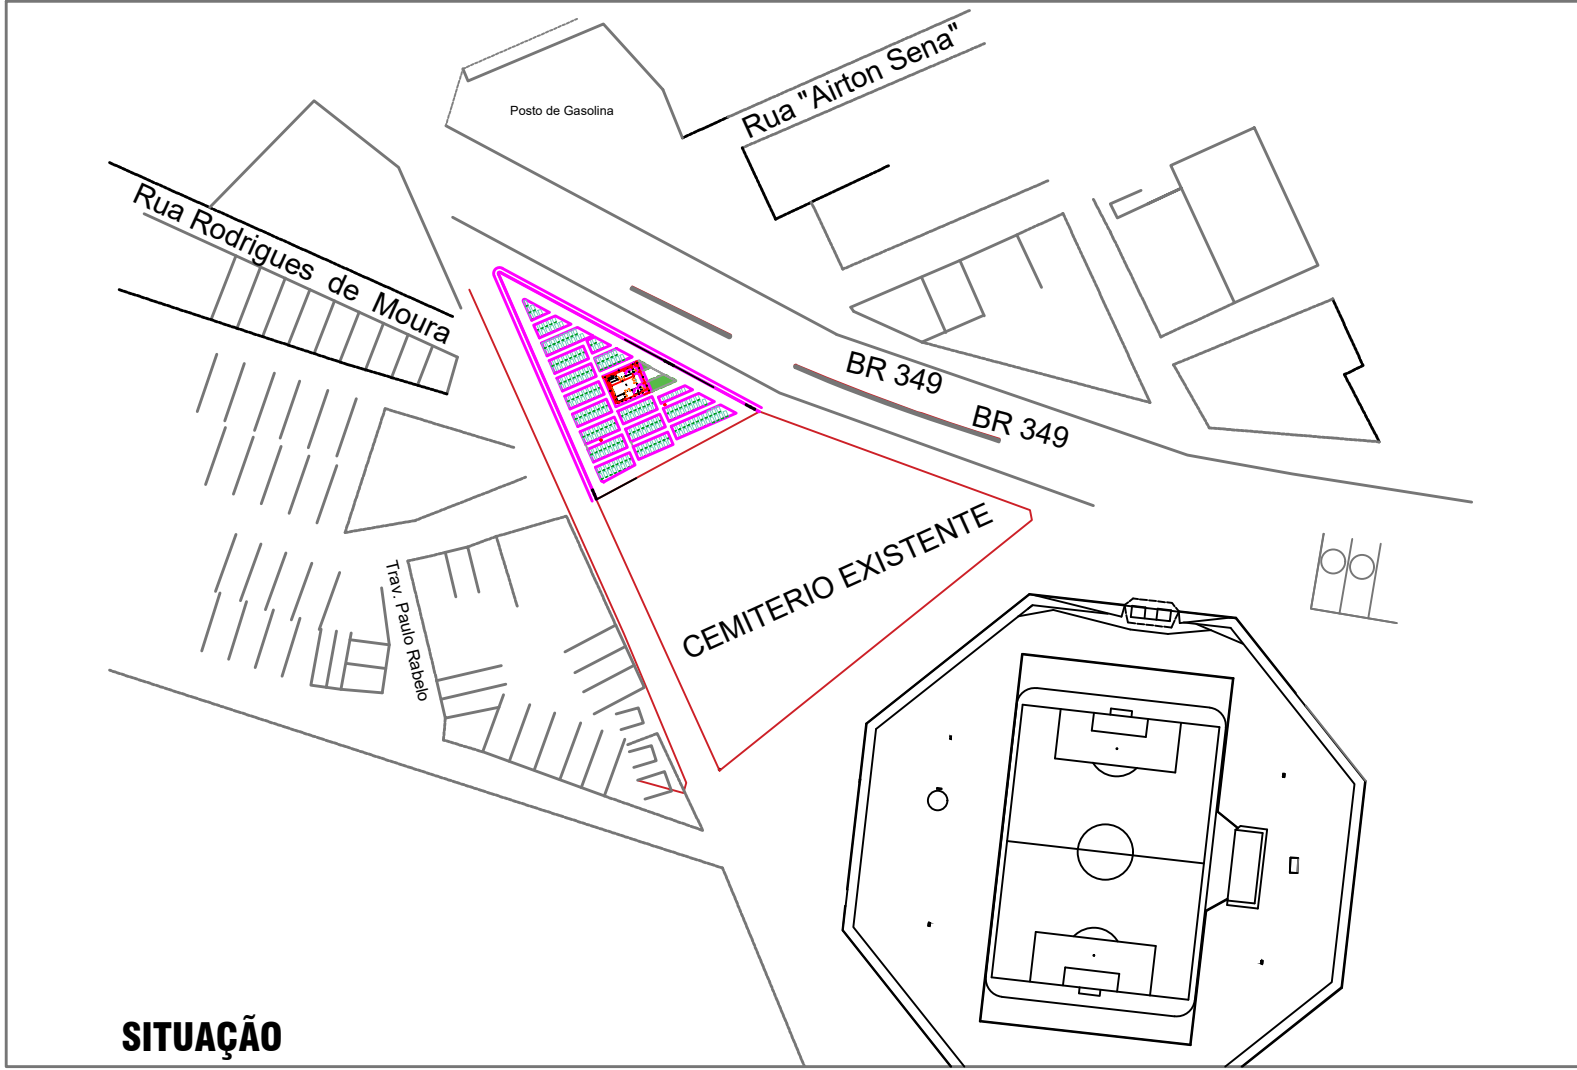 Rua "Airton Sena"
Posto de Gasolina
Rua Rodrigues de Moura
BR 349
BR 349
CEMITERIO EXISTENTE
Trav. Paulo Rabelo
SITUAÇÃO